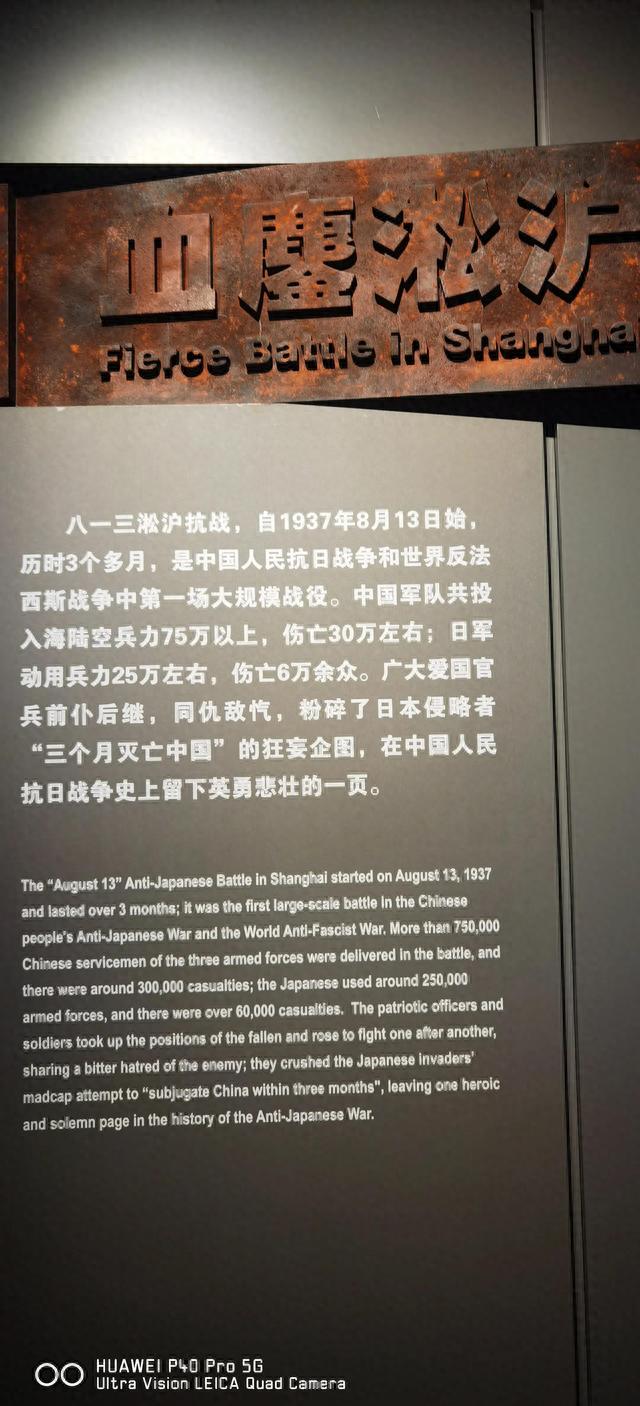 血鏖淞沪
Fierce Battle in Shangha
八一三淞沪抗战，自1937年8月13日始，
历时3个多月，是中国人民抗日战争和世界反法
西斯战争中第一场大规模战役。中国军队共投
入海陆空兵力75万以上，伤亡30万左右；日军
动用兵力25万左右，伤亡6万余众。广大爱国官
兵前仆后继，同仇敌忾，粉碎了日本侵略者
“三个月灭亡中国”的狂妄企图，在中国人民
抗日战争史上留下英勇悲壮的一页。
The “August 13” Anti-Japanese Battle in Shanghai started on August 13, 1937
and lasted over 3 months; it was the first large-scale battle in the Chinese
people's Anti-Japanese War and the World Anti-Fascist War. More than 750,000
Chinese servicemen of the three armed forces were delivered in the battle, and
there were around 300,000 casualties; the Japanese used around 250,000
armed forces, and there were over 60,000 casualties. The patriotic officers and
soldiers took up the positions of the fallen and rose to fight one after another,
sharing a bitter hatred of the enemy; they crushed the Japanese invaders'
madcap attempt to “subjugate China within three months”, leaving one heroic
and solemn page in the history of the Anti-Japanese War.
HUAWEI P40 Pro 5G
Ultra Vision LEICA Quad Camera